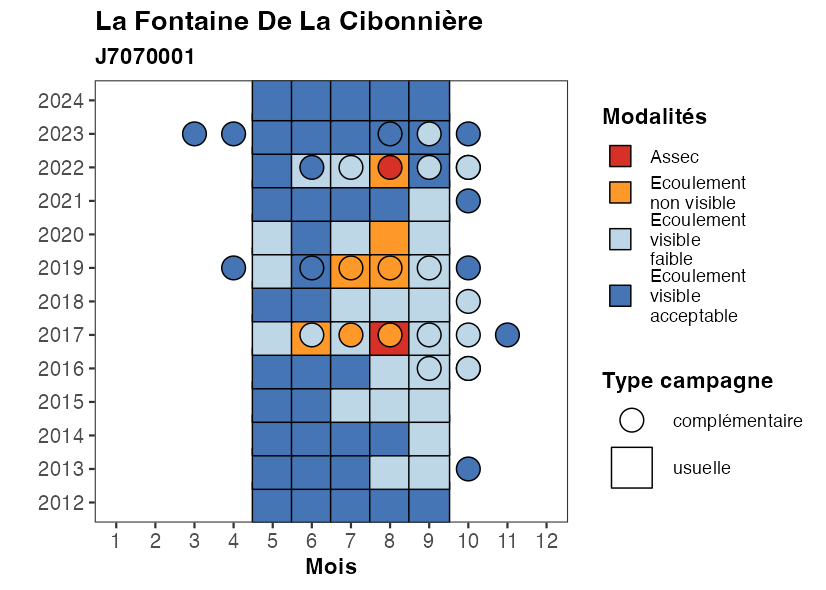 La Fontaine De La Cibonnière
J7070001
2024
2023
2022
2021
2020
2019
2018
2017
2016
2015
2014
2013
2012
1 2 3 4 5 6 7 8 9 10 11 12
Mois
Modalités
Assec
Ecoulement
non visible
Ecoulement
visible
faible
Ecoulement
visible
acceptable
Type campagne
complémentaire
usuelle